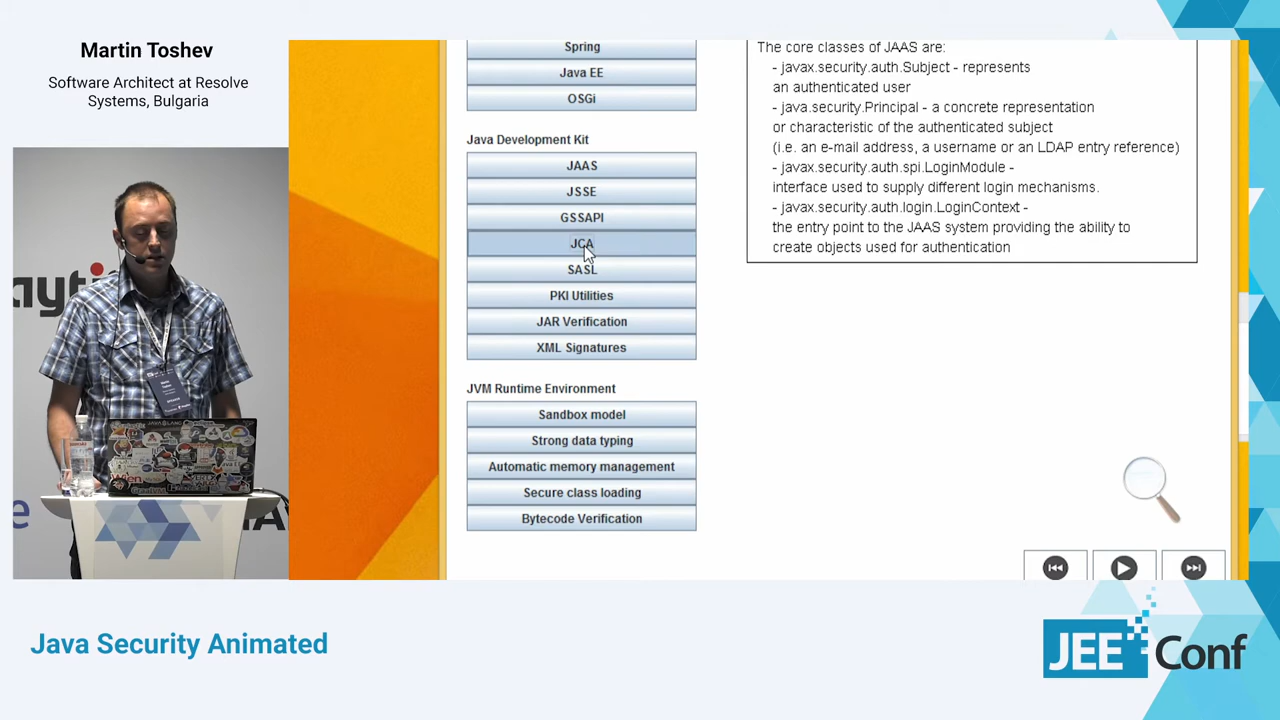 Martin Toshev
Software Architect at Resolve
Systems, Bulgaria
Spring
Java EE
OSGi
Java Development Kit
JAAS
JSSE
GSSAPI
JCA
SASL
PKI Utilities
JAR Verification
XML Signatures
JVM Runtime Environment
Sandbox model
Strong data typing
Automatic memory management
Secure class loading
Bytecode Verification
The core classes of JAAS are:
- javax.security.auth.Subject - represents
an authenticated user
- java.security.Principal - a concrete representation
or characteristic of the authenticated subject
(i.e. an e-mail address, a username or an LDAP entry reference)
- javax.security.auth.spi.LoginModule -
interface used to supply different login mechanisms.
- javax.security.auth.login.LoginContext -
the entry point to the JAAS system providing the ability to
create objects used for authentication
Java Security Animated
JEE Conf